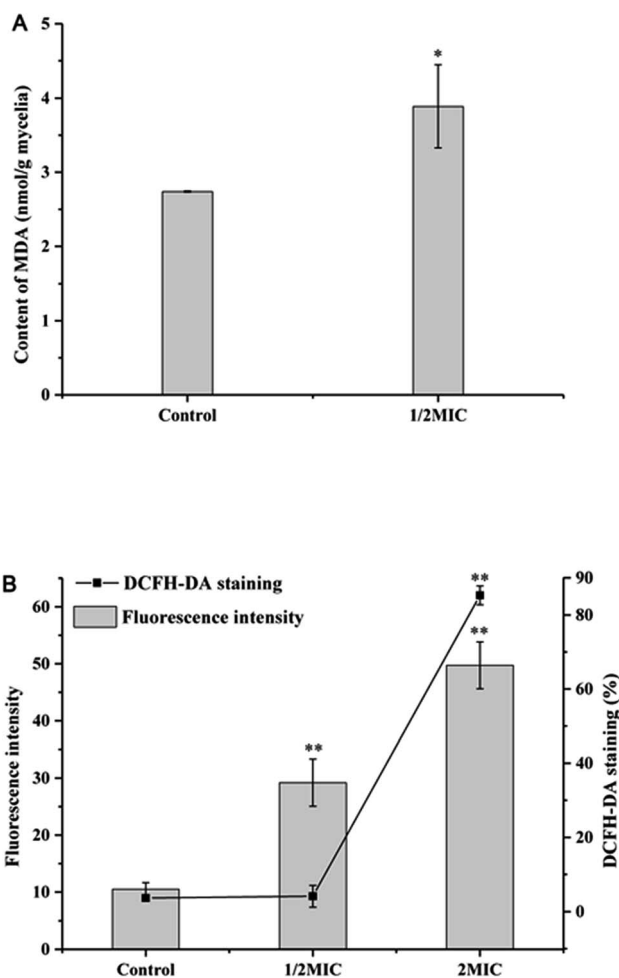 A
Content of MDA (nmol/g mycelia)
5
4
3
2
1
0
*
Control 1/2MIC
B
DCFH-DA staining
Fluorescence intensity
Fluorescence intensity
60
50
40
30
20
10
0
**
**
**
90
80
60
40
20
0
DCFH-DA staining (%)
Control 1/2MIC 2MIC